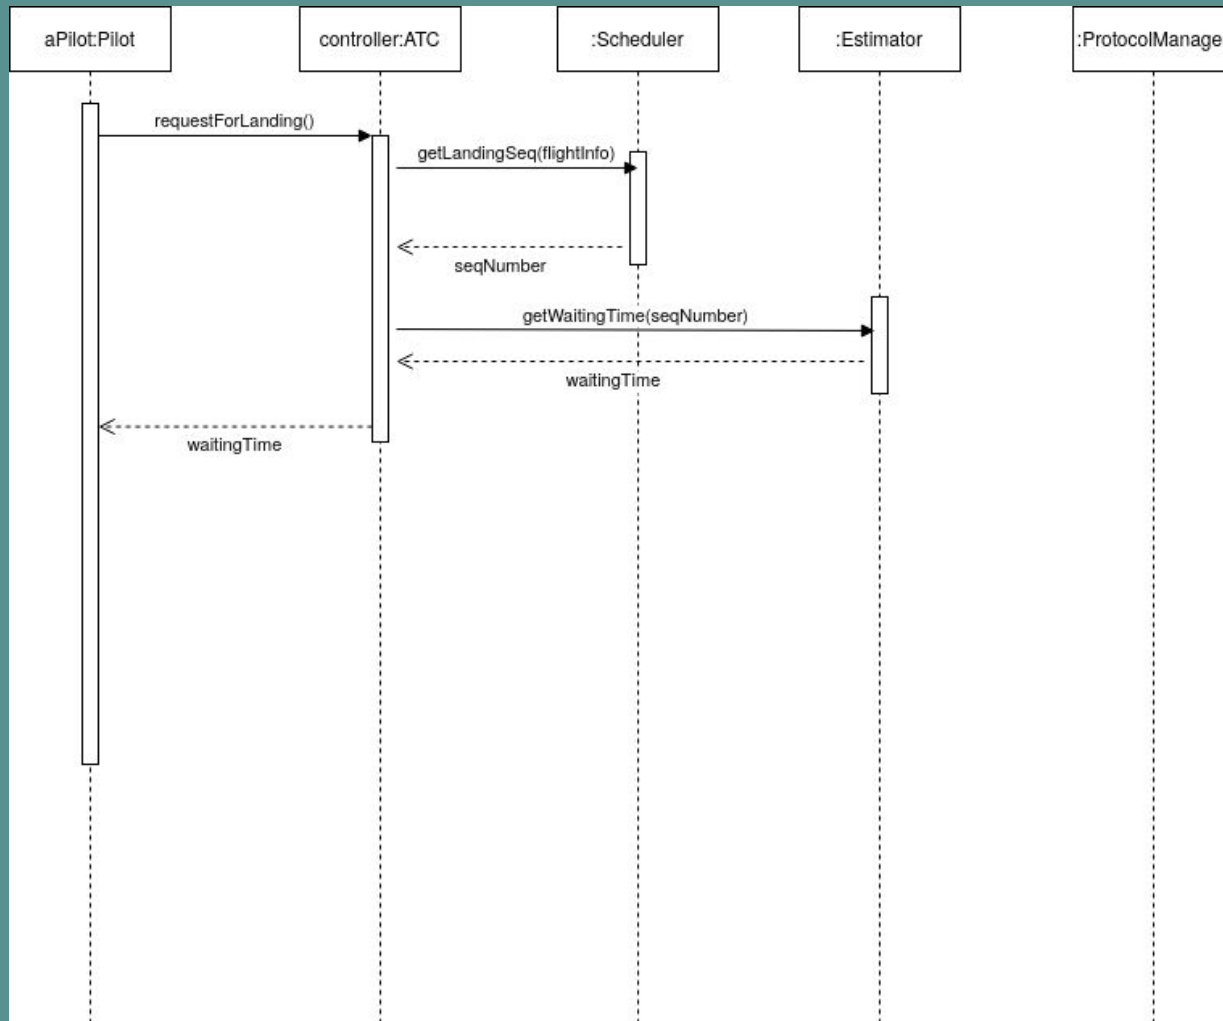 aPilot:Pilot
controller:ATC
:Scheduler
:Estimator
:ProtocolManage
requestForLanding()
getLandingSeq(flightInfo)
seqNumber
getWaitingTime(seqNumber)
waitingTime
waitingTime